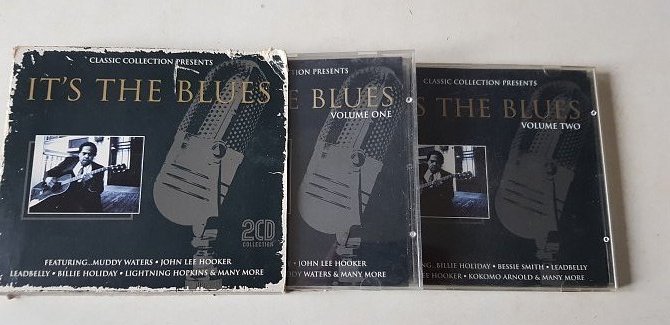 CLASSIC COLLECTION PRESENTS
IT'S THE BLUES
2CD
COLLECTION
FEATURING...MUDDY WATERS • JOHN LEE HOOKER
LEADBELLY • BILLIE HOLIDAY • LIGHTNING HOPKINS & MANY MORE
PRESENTS
E BLUES
VOLUME ONE
JOHN LEE HOOKER
DY WATERS & MANY MORE
CLASSIC COLLECTION PRESENTS
S THE BLUES
VOLUME TWO
ING...BILLIE HOLIDAY • BESSIE SMITH • LEADBELLY
HOOKER • KOKOMO ARNOLD & MANY MORE